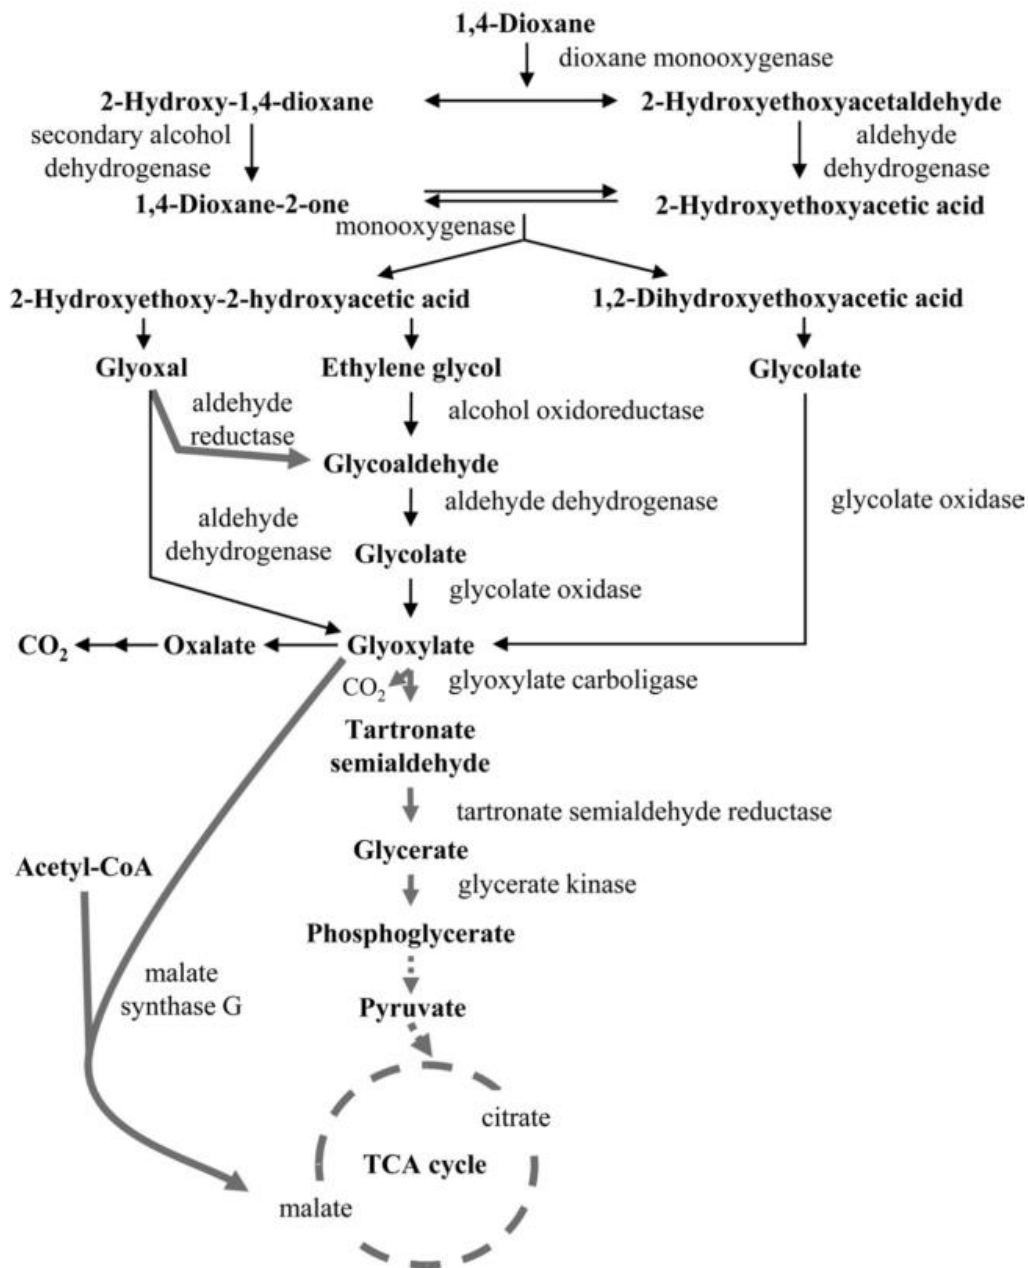 1,4-Dioxane
dioxane monooxygenase
2-Hydroxy-1,4-dioxane
2-Hydroxyethoxyacetaldehyde
secondary alcohol
dehydrogenase
aldehyde
dehydrogenase
1,4-Dioxane-2-one
2-Hydroxyethoxyacetic acid
monooxygenase
2-Hydroxyethoxy-2-hydroxyacetic acid
1,2-Dihydroxyethoxyacetic acid
Glyoxal
Ethylene glycol
Glycolate
aldehyde
reductase
alcohol oxidoreductase
Glycoaldehyde
aldehyde dehydrogenase
glycolate oxidase
aldehyde
dehydrogenase
Glycolate
glycolate oxidase
CO2
Oxalate
Glyoxylate
CO2
glyoxylate carboligase
Tartronate
semialdehyde
tartronate semialdehyde reductase
Glycerate
Acetyl-CoA
glycerate kinase
Phosphoglycerate
malate
synthase G
Pyruvate
citrate
TCA cycle
malate